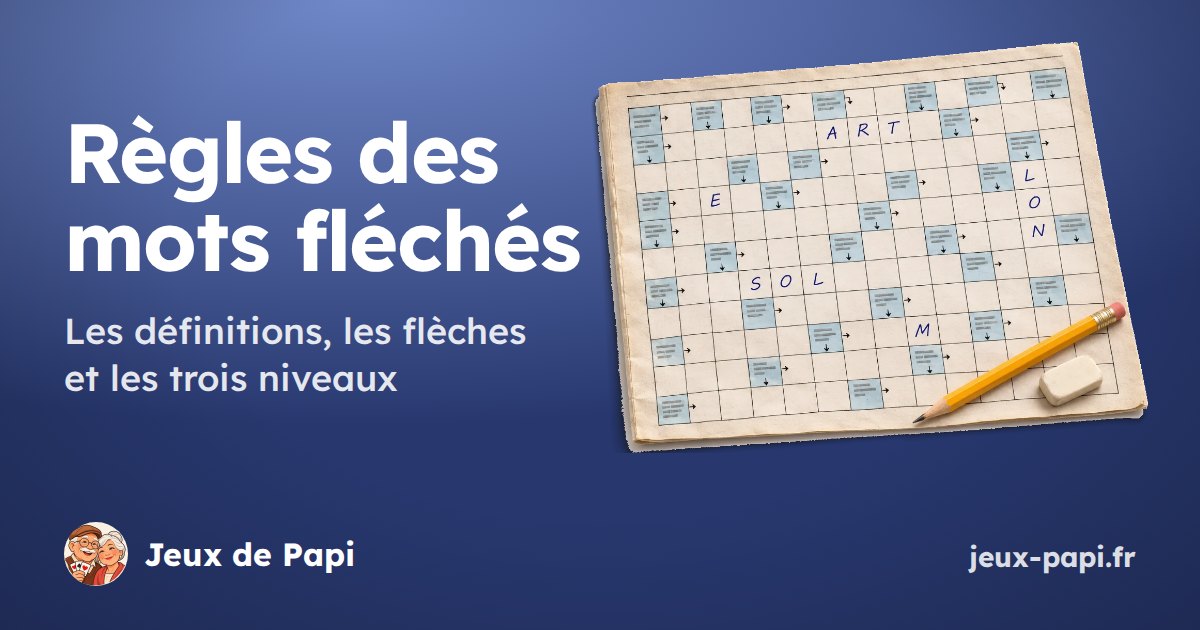 Règles des
mots fléchés
Les définitions, les flèches
et les trois niveaux
A R T
E
L
O
N
S O L
M
Jeux de Papi
jeux-papi.fr